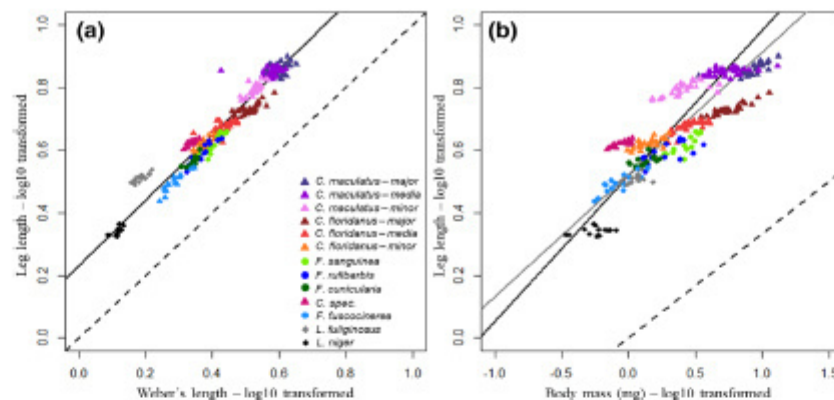 (a)
(b)
Leg length – log10 transformed
1.0
0.8
0.6
0.4
0.2
0.0
C. maculatus – major
C. maculatus – media
C. maculatus – minor
C. floridanus – major
C. floridanus – media
C. floridanus – minor
F. sanguinea
F. rufibarbis
F. cunicularia
C. spec.
F. fuscocinerea
L. fuliginosus
L. niger
0.0 0.2 0.4 0.6 0.8 1.0
Weber's length – log10 transformed
Leg length – log10 transformed
1.0
0.8
0.6
0.4
0.2
0.0
-1.0 -0.5 0.0 0.5 1.0 1.5
Body mass (mg) – log10 transformed